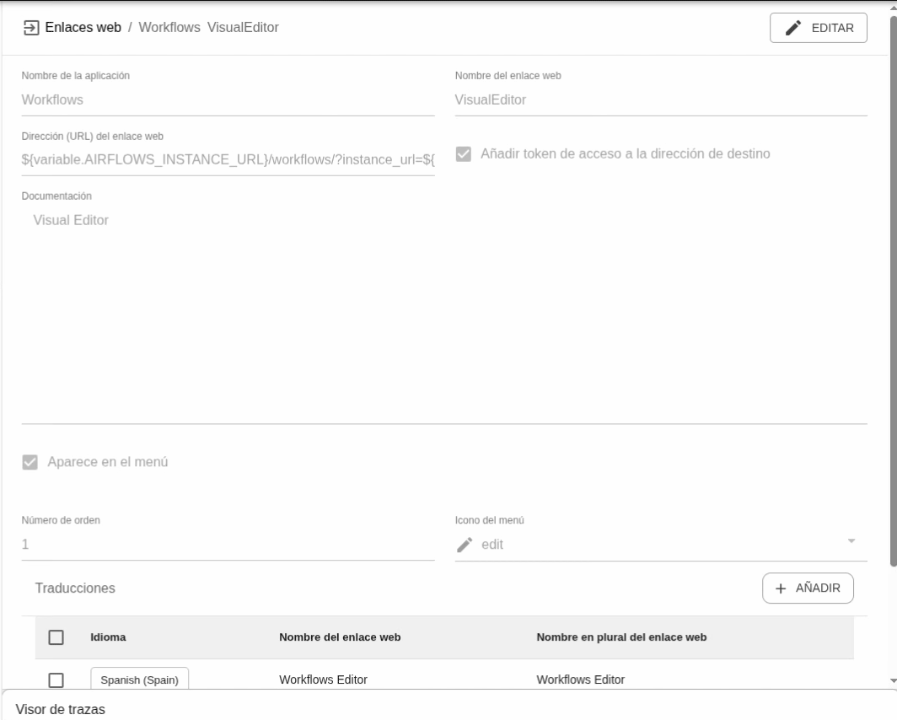 Enlaces web / Workflows VisualEditor
EDITAR
Nombre de la aplicación
Workflows
Nombre del enlace web
VisualEditor
Dirección (URL) del enlace web
${variable.AIRFLOWS_INSTANCE_URL}/workflows/?instance_url=${
Añadir token de acceso a la dirección de destino
Documentación
Visual Editor
Aparece en el menú
Número de orden
1
Icono del menú
edit
Traducciones
+ AÑADIR
Idioma Nombre del enlace web Nombre en plural del enlace web
Spanish (Spain) Workflows Editor Workflows Editor
Visor de trazas